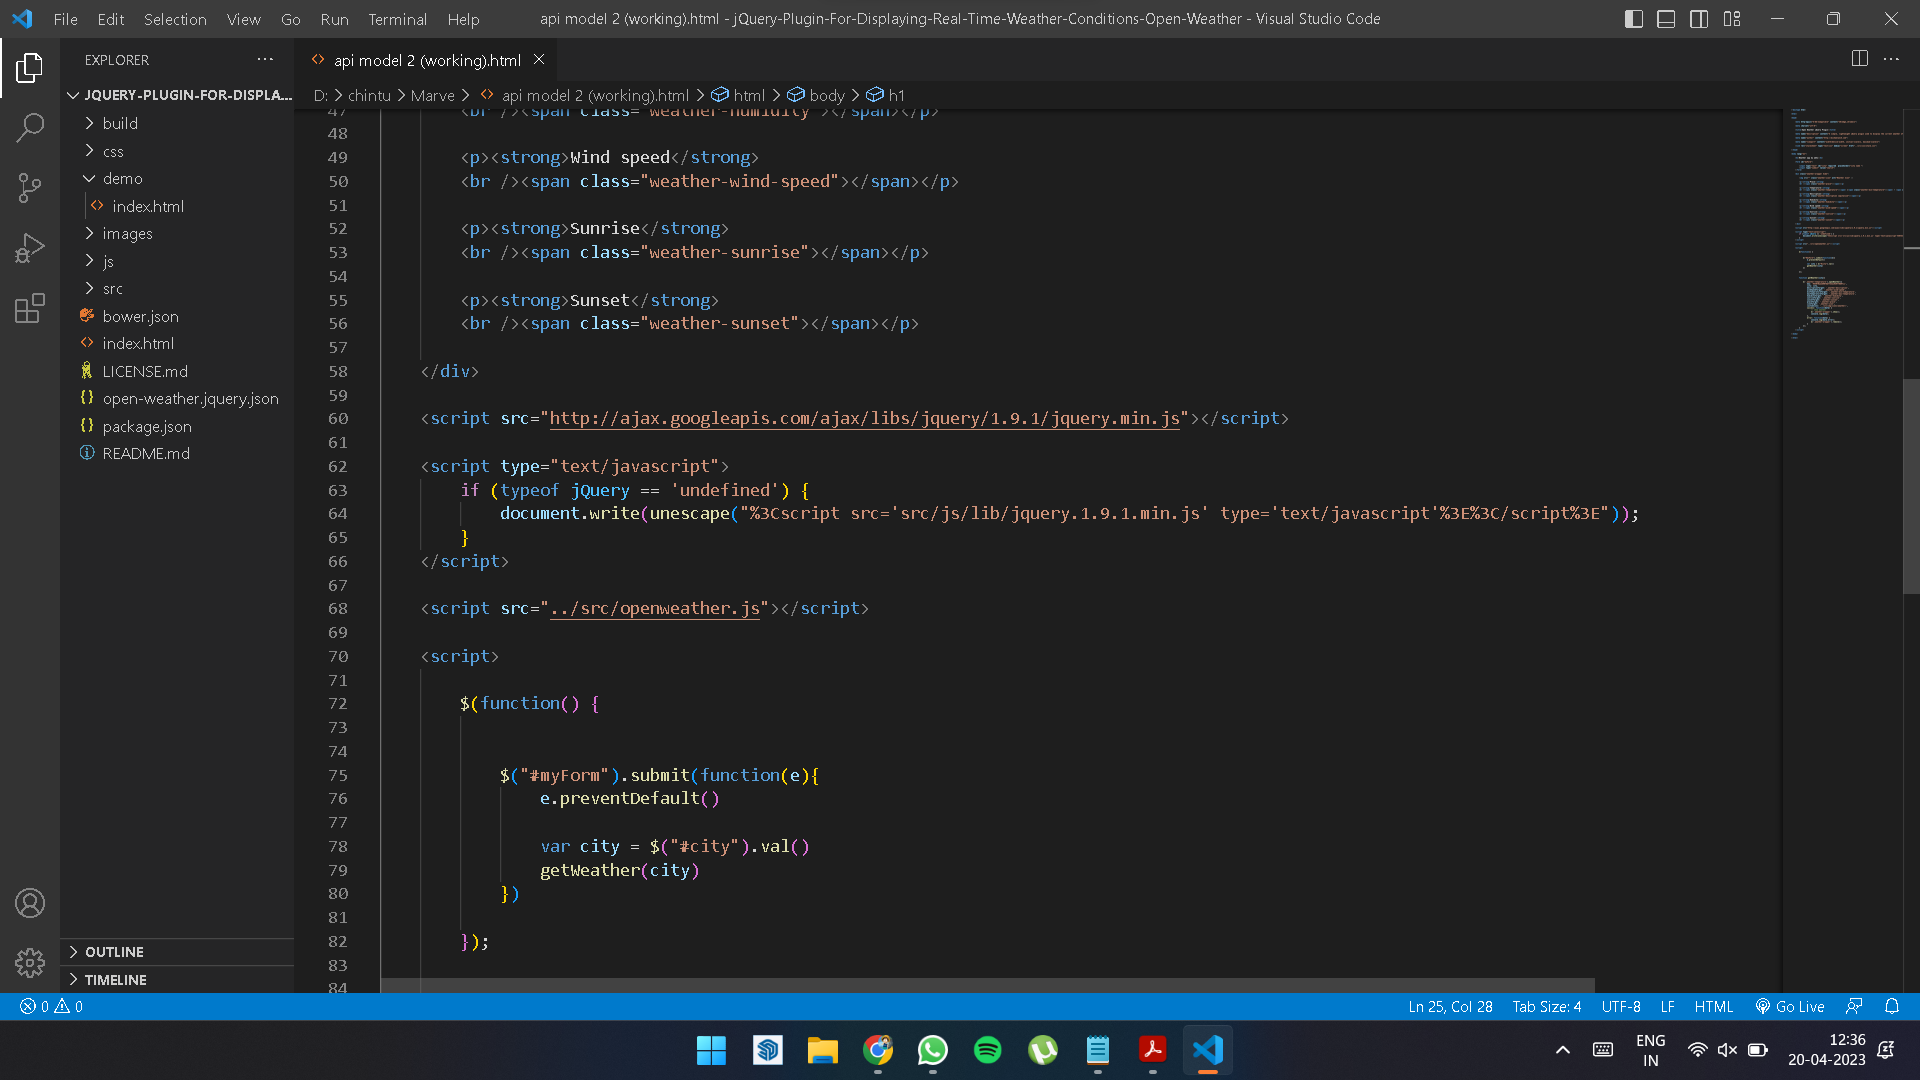 File Edit Selection View Go Run Terminal Help
api model 2 (working).html - jQuery-Plugin-For-Displaying-Real-Time-Weather-Conditions-Open-Weather - Visual Studio Code
EXPLORER
JQUERY-PLUGIN-FOR-DISPLA...
build
css
demo
index.html
images
js
src
bower.json
index.html
LICENSE.md
open-weather.jquery.json
package.json
README.md
OUTLINE
TIMELINE
api model 2 (working).html
D: > chintu > Marve > api model 2 (working).html > html > body > h1
47 <br /><span class="weather-humidity"></span></p>
48
49 <p><strong>Wind speed</strong>
50 <br /><span class="weather-wind-speed"></span></p>
51
52 <p><strong>Sunrise</strong>
53 <br /><span class="weather-sunrise"></span></p>
54
55 <p><strong>Sunset</strong>
56 <br /><span class="weather-sunset"></span></p>
57
58 </div>
59
60 <script src="http://ajax.googleapis.com/ajax/libs/jquery/1.9.1/jquery.min.js"></script>
61
62 <script type="text/javascript">
63 if (typeof jQuery == 'undefined') {
64 document.write(unescape("%3Cscript src='src/js/lib/jquery.1.9.1.min.js' type='text/javascript'%3E%3C/script%3E"));
65 }
66 </script>
67
68 <script src="../src/openweather.js"></script>
69
70 <script>
71
72 $(function() {
73
74
75 $("#myForm").submit(function(e){
76 e.preventDefault()
77
78 var city = $("#city").val()
79 getWeather(city)
80 })
81
82 });
83
84
0 0
Ln 25, Col 28 Tab Size: 4 UTF-8 LF HTML Go Live
ENG
IN
12:36
20-04-2023